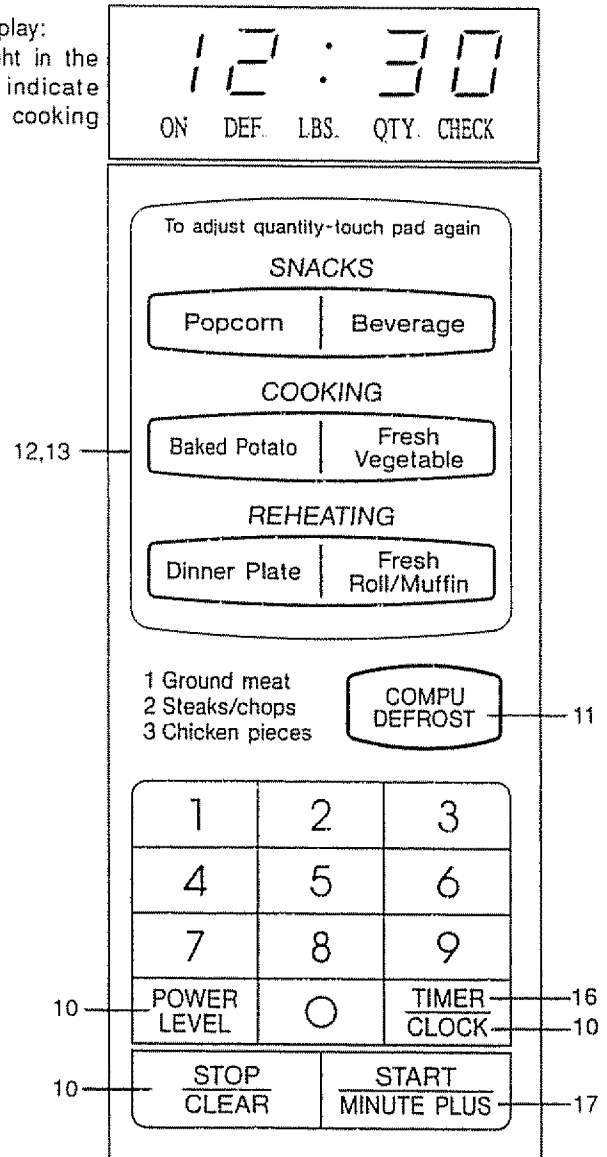 play:
ht in the
indicate
cooking
12:30
ON DEF. LBS. QTY. CHECK
To adjust quantity-touch pad again
SNACKS
Popcorn Beverage
COOKING
12,13
Baked Potato Fresh
Vegetable
REHEATING
Dinner Plate Fresh
Roll/Muffin
1 Ground meat
2 Steaks/chops
3 Chicken pieces
COMPU
DEFROST
11
1 2 3
4 5 6
7 8 9
10
POWER
LEVEL
0
TIMER
CLOCK
16
10
10
STOP
CLEAR
START
MINUTE PLUS
17